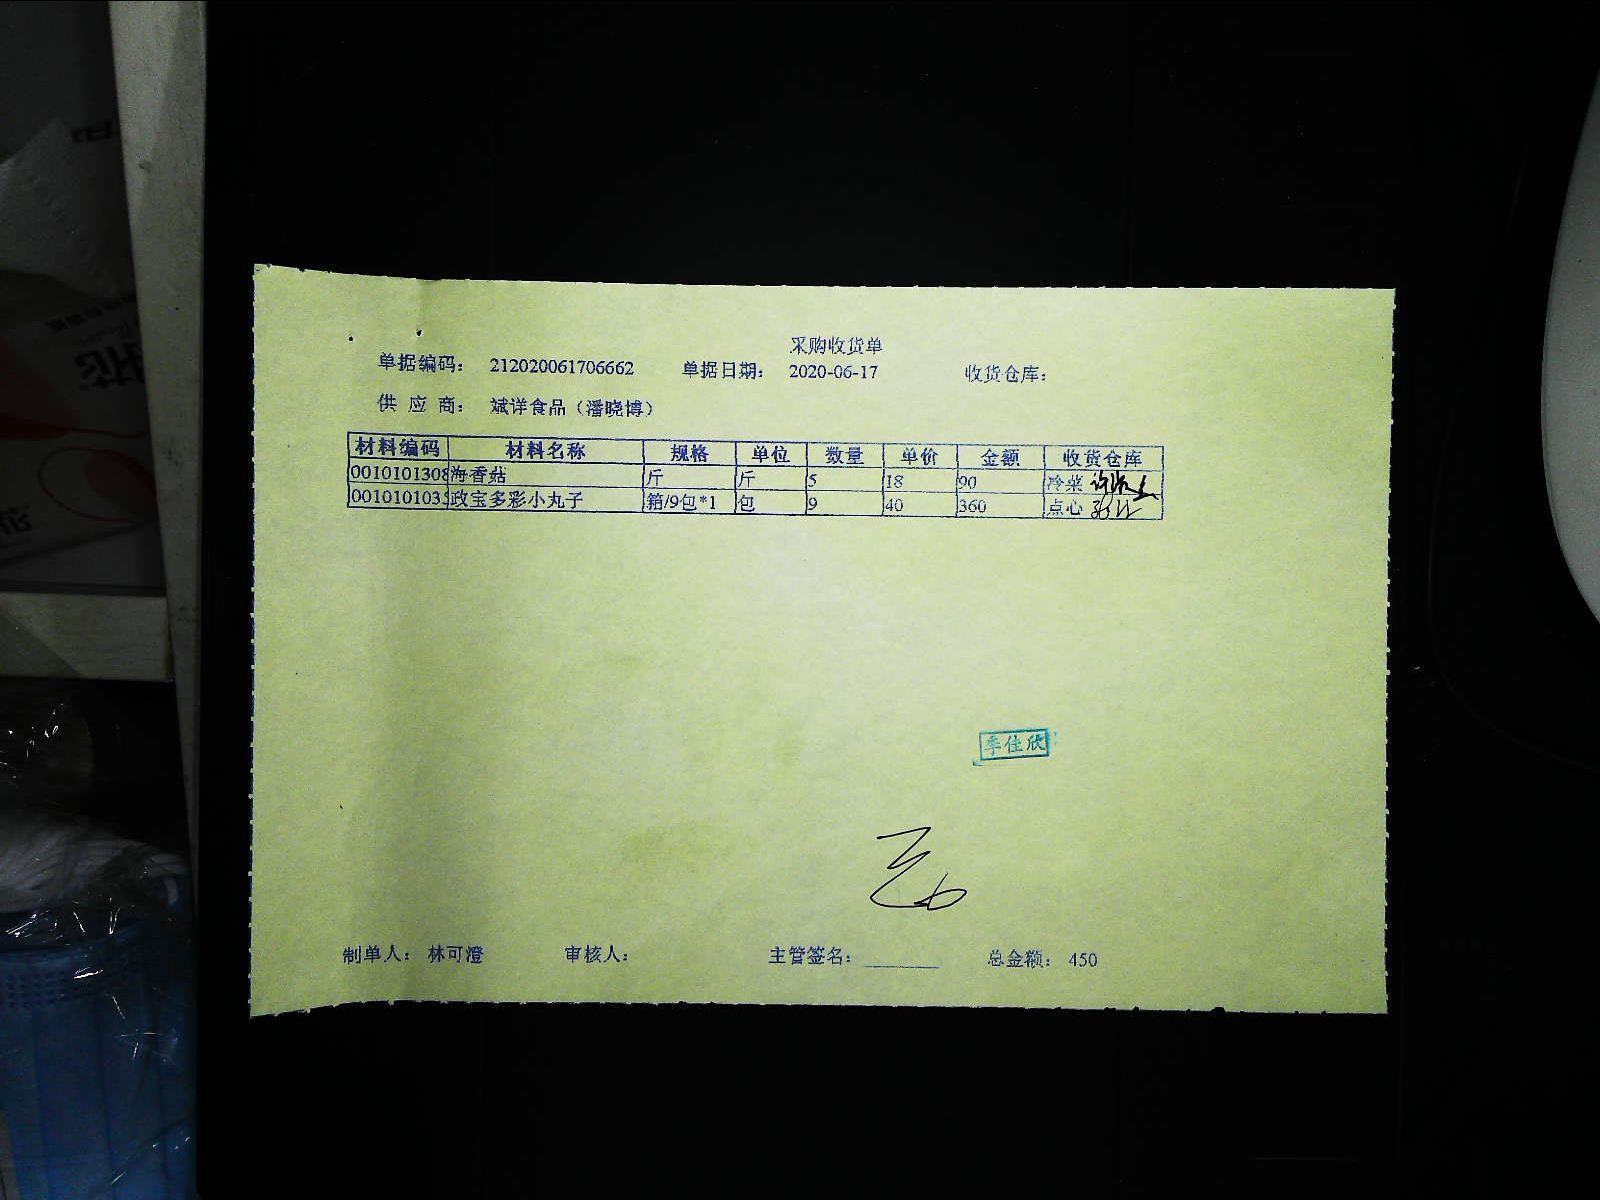 采购收货单
单据编码： 212020061706662 单据日期： 2020-06-17 收货仓库：
供 应 商： 斌详食品（潘晓博）
材料编码 材料名称 规格 单位 数量 单价 金额 收货仓库
0010101308 海香菇 斤 斤 5 18 90 冷菜
001010103 政宝多彩小丸子 箱/9包*1 包 9 40 360 点心
季佳欣
制单人： 林可澄 审核人： 主管签名： 总金额： 450